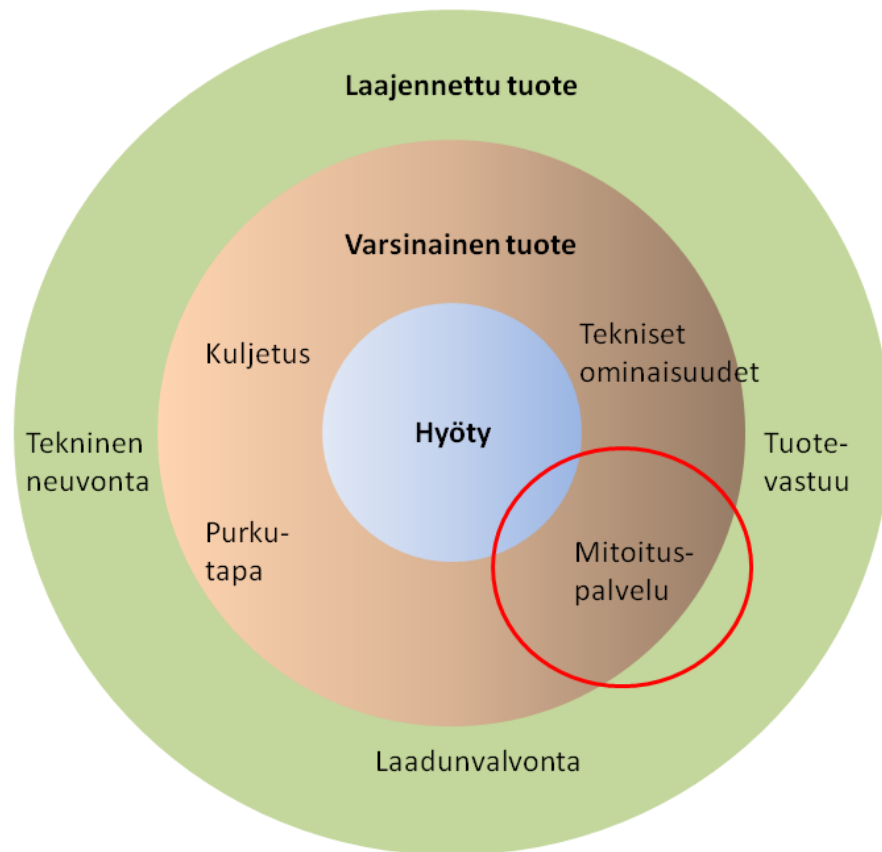 Laajennettu tuote
Varsinainen tuote
Kuljetus
Tekniset
ominaisuudet
Hyöty
Tekninen
neuvonta
Tuote-
vastuu
Purku-
tapa
Mitoitus-
palvelu
Laadunvalvonta